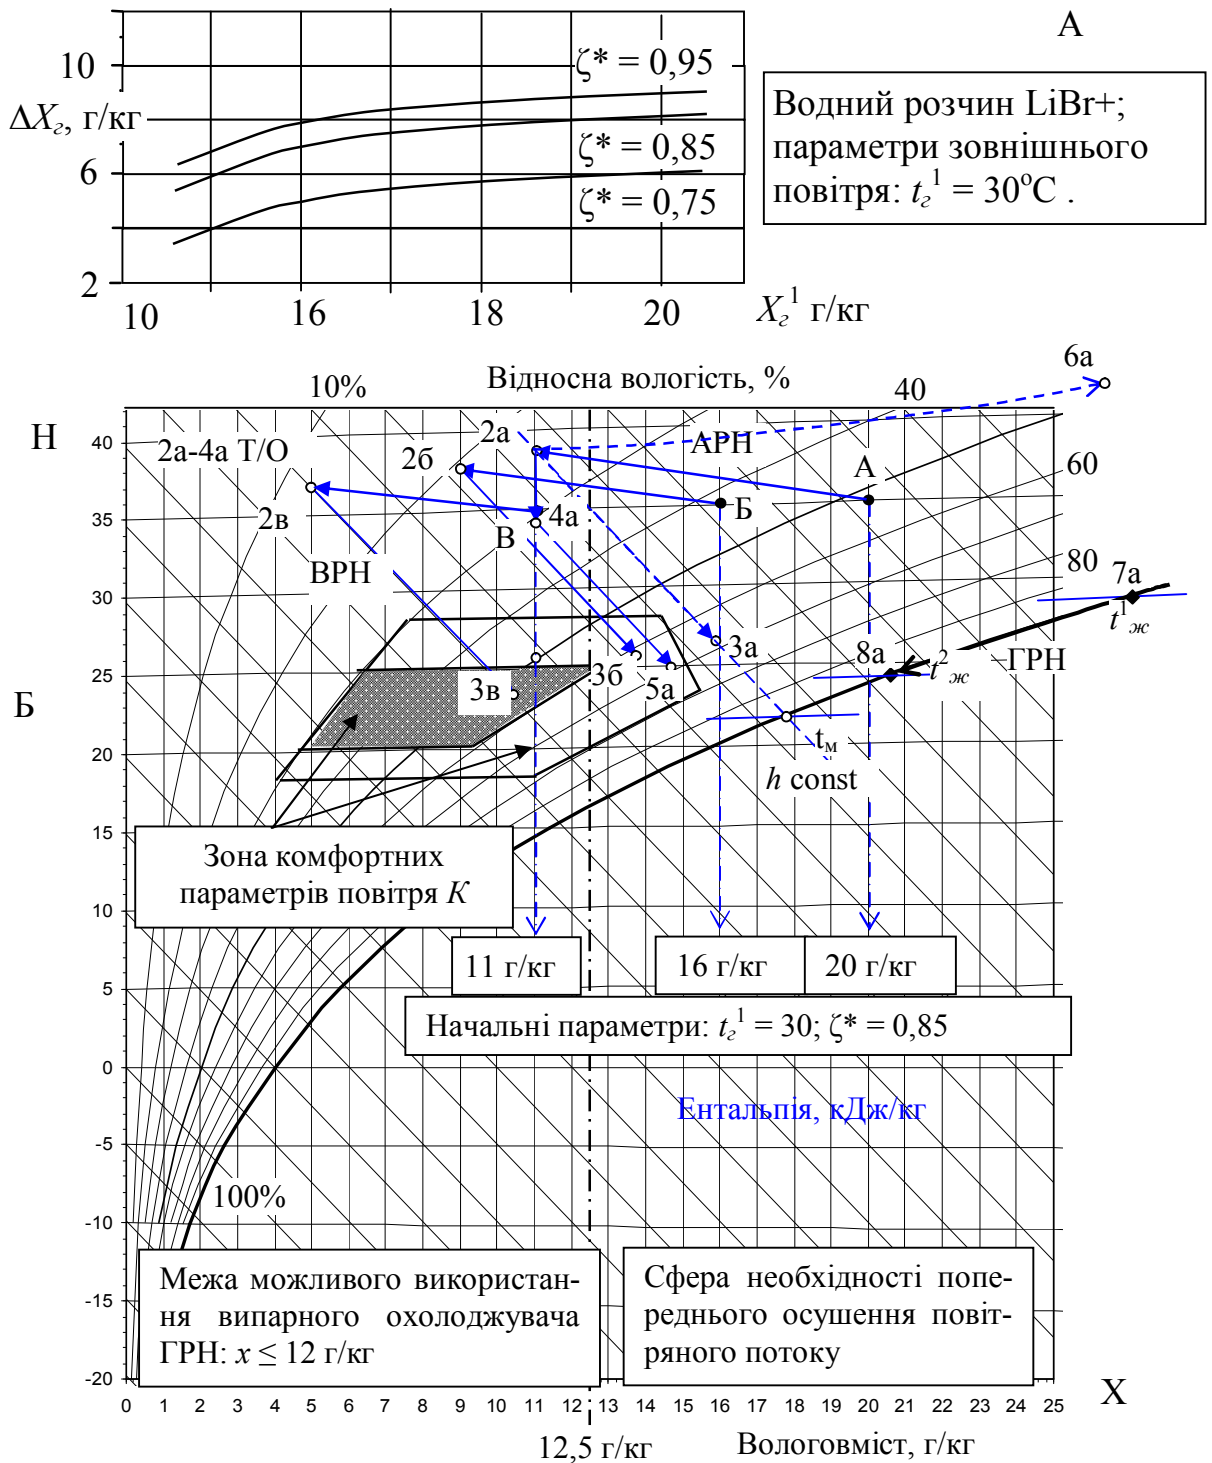 А
10
ΔXг, г/кг
6
2
ζ* = 0,95
ζ* = 0,85
ζ* = 0,75
10
16
18
20
Xг1 г/кг
Водний розчин LiBr+;
параметри зовнішнього
повітря: tг1 = 30oC .
6а
10%
Відносна вологість, %
40
Н
40
2а-4а Т/О
2б
2а
АРН
А
60
35
2в
В
4а
Б
ВРН
80
7а
30
t1ж
3а
8а
t2ж
ГРН
25
3в
3б
5а
Б
tм
20
h const
15
Зона комфортних
параметрів повітря К
10
11 г/кг
16 г/кг
20 г/кг
5
Начальні параметри: tг1 = 30; ζ* = 0,85
0
Ентальпія, кДж/кг
-5
100%
-10
Межа можливого використан-
ня випарного охолоджувача
ГРН: x ≤ 12 г/кг
Сфера необхідності попе-
реднього осушення повіт-
ряного потоку
-15
-20
Х
0 1 2 3 4 5 6 7 8 9 10 11 12 13 14 15 16 17 18 19 20 21 22 23 24 25
12,5 г/кг
Вологовміст, г/кг